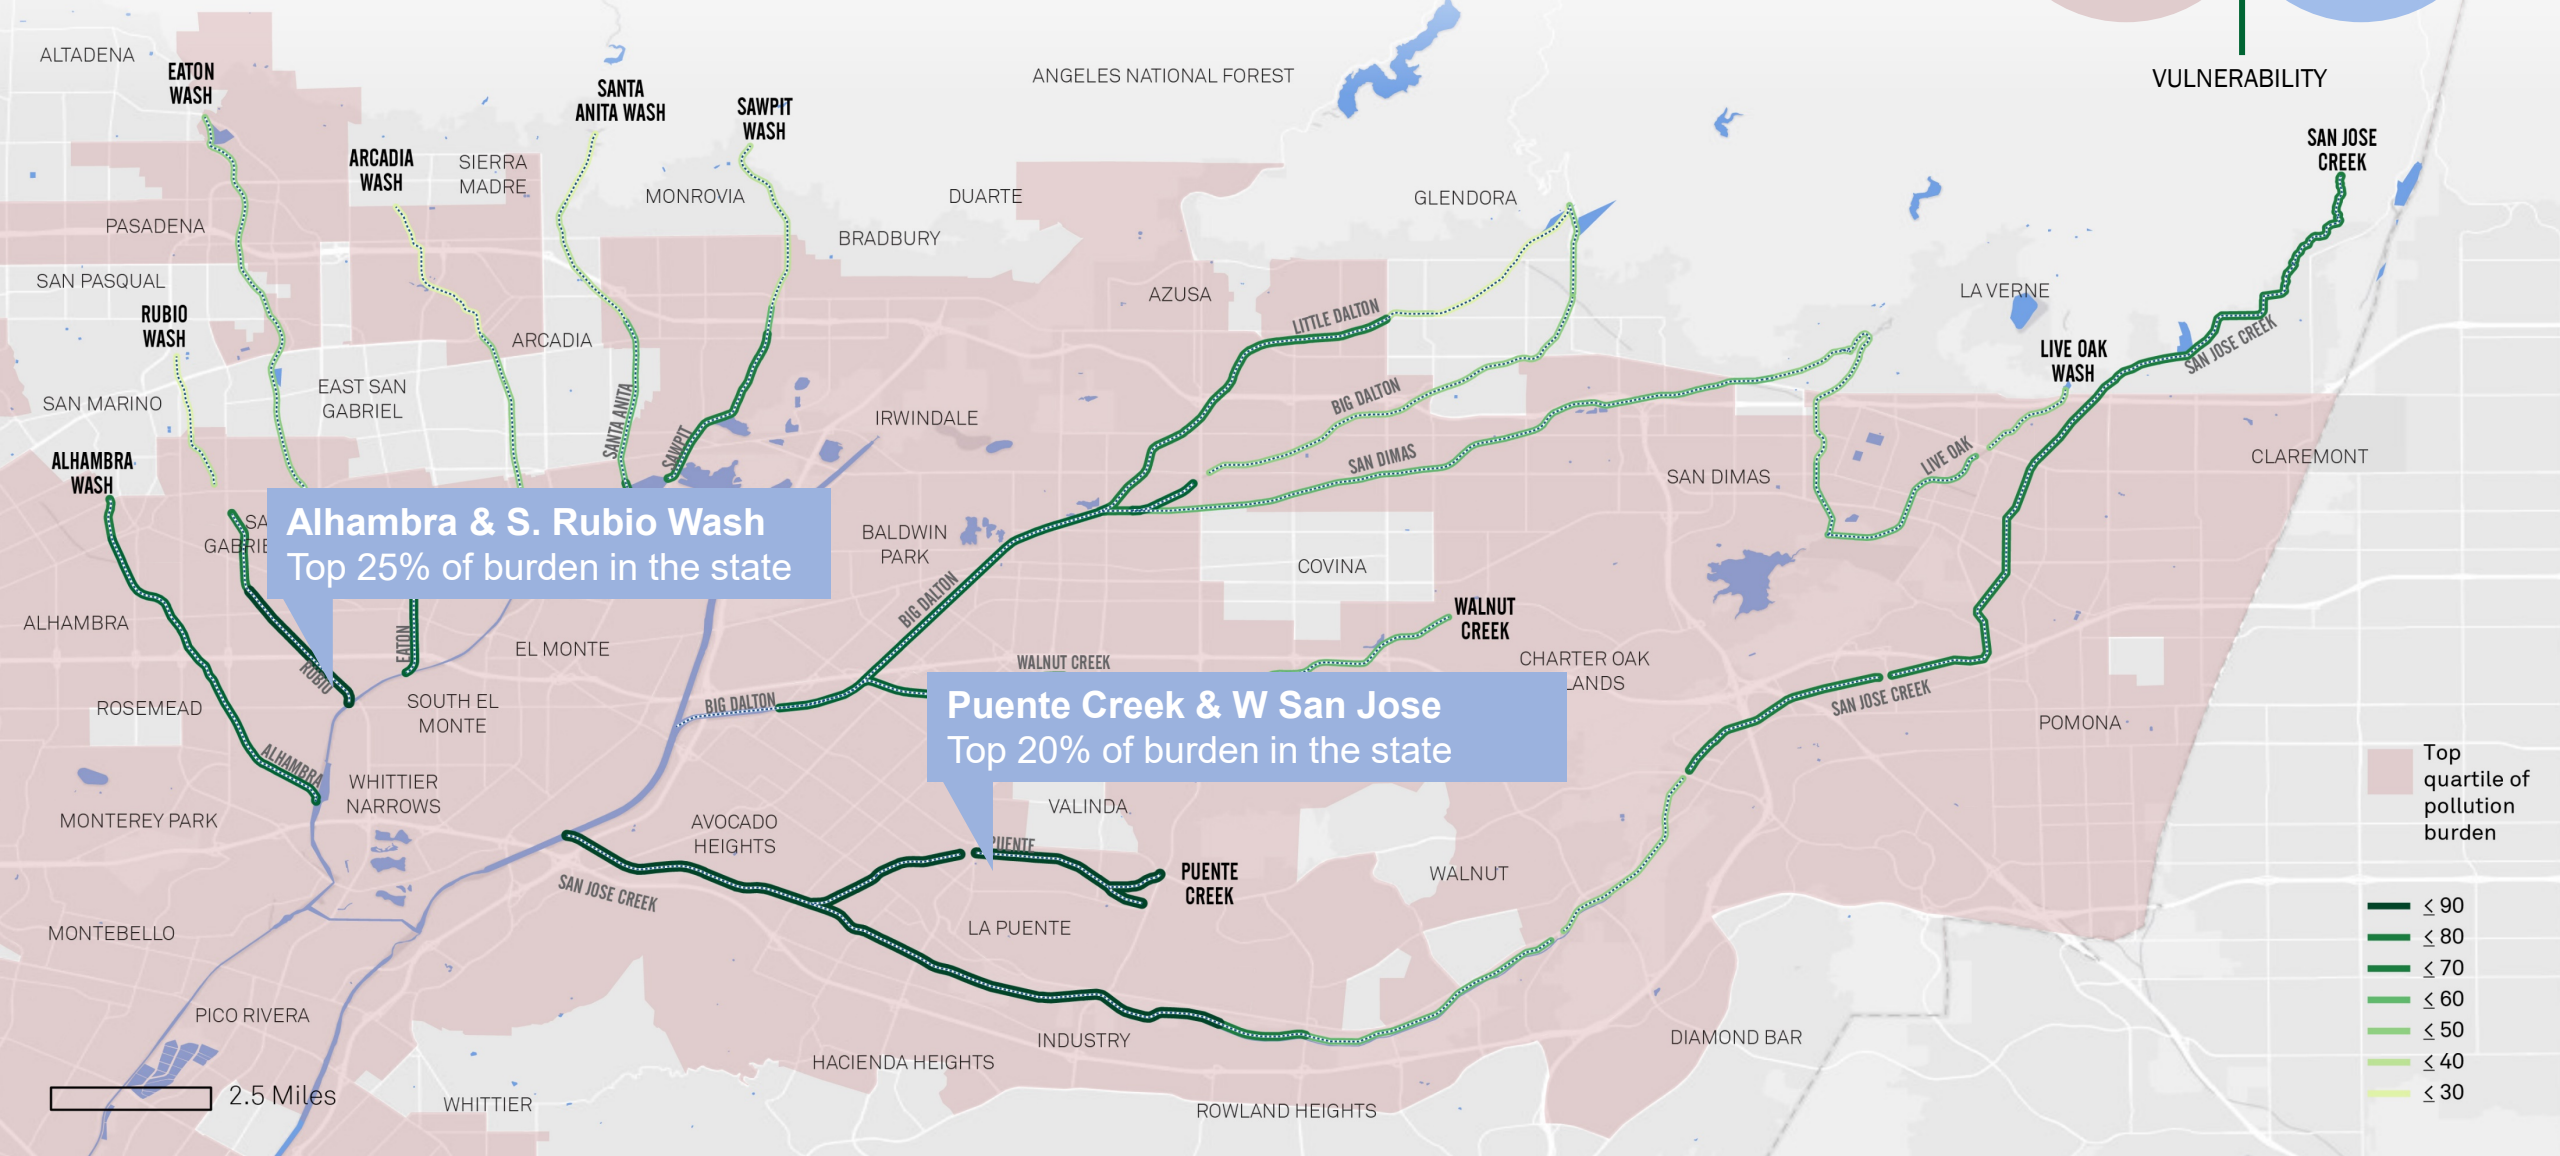 VULNERABILITY
ALTADENA
EATON
WASH
SANTA
ANITA WASH
SAWPIT
WASH
ANGELES NATIONAL FOREST
SAN JOSE
CREEK
ARCADIA
WASH
SIERRA
MADRE
MONROVIA
DUARTE
GLENDORA
PASADENA
BRADBURY
SAN PASQUAL
AZUSA
LA VERNE
RUBIO
WASH
LITTLE DALTON
ARCADIA
LIVE OAK
WASH
SAN JOSE CREEK
EAST SAN
GABRIEL
SAN MARINO
SANTA ANITA
SAWPIT
IRWINDALE
BIG DALTON
SAN DIMAS
SAN DIMAS
LIVE OAK
CLAREMONT
ALHAMBRA
WASH
SA
GABRIE
Alhambra & S. Rubio Wash
Top 25% of burden in the state
BALDWIN
PARK
COVINA
BIG DALTON
WALNUT
CREEK
ALHAMBRA
EATON
EL MONTE
RUBIO
WALNUT CREEK
CHARTER OAK
LANDS
ROSEMEAD
SOUTH EL
MONTE
BIG DALTON
Puente Creek & W San Jose
Top 20% of burden in the state
SAN JOSE CREEK
POMONA
ALHAMBRA
WHITTIER
NARROWS
MONTEREY PARK
AVOCADO
HEIGHTS
VALINDA
PUENTE
PUENTE
CREEK
WALNUT
SAN JOSE CREEK
LA PUENTE
MONTEBELLO
PICO RIVERA
INDUSTRY
HACIENDA HEIGHTS
DIAMOND BAR
WHITTIER
ROWLAND HEIGHTS
2.5 Miles
Top
quartile of
pollution
burden
≤ 90
≤ 80
≤ 70
≤ 60
≤ 50
≤ 40
≤ 30